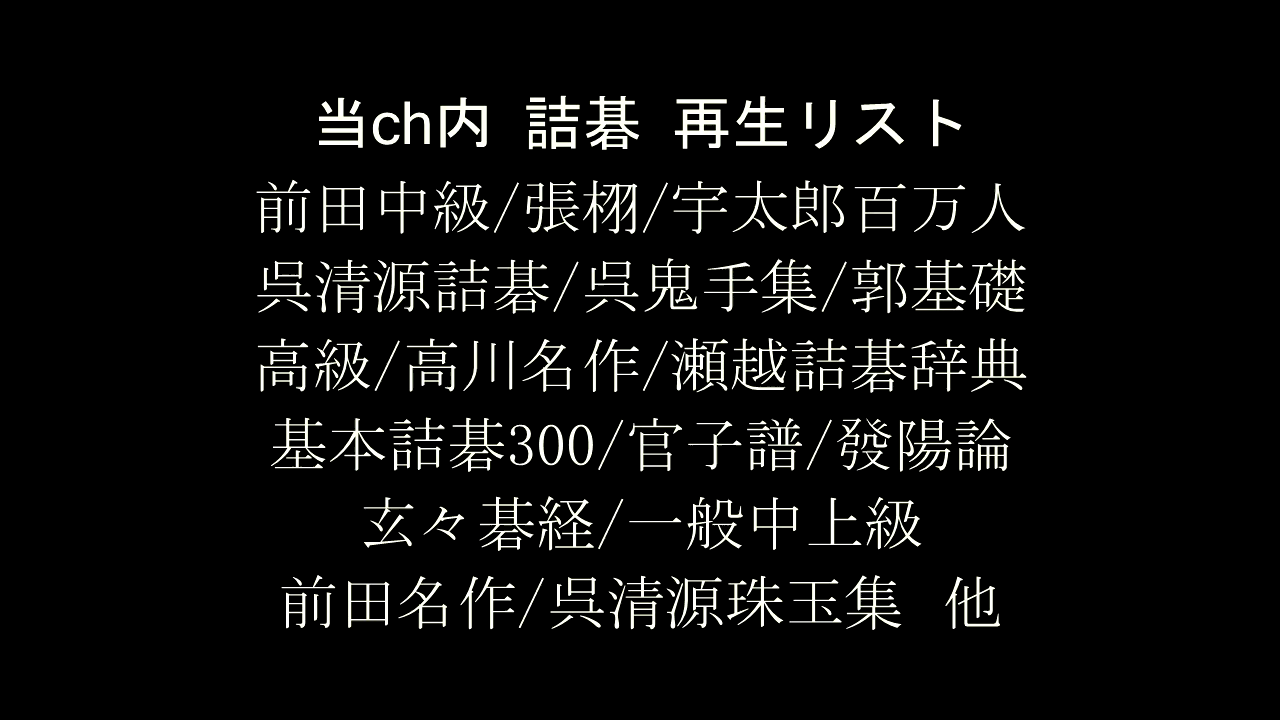 当ch内 詰碁 再生リスト
前田中級/張栩/宇太郎百万人
呉清源詰碁/呉鬼手集/郭基礎
高級/高川名作/瀬越詰碁辞典
基本詰碁300/官子譜/發陽論
玄々碁経/一般中上級
前田名作/呉清源珠玉集 他